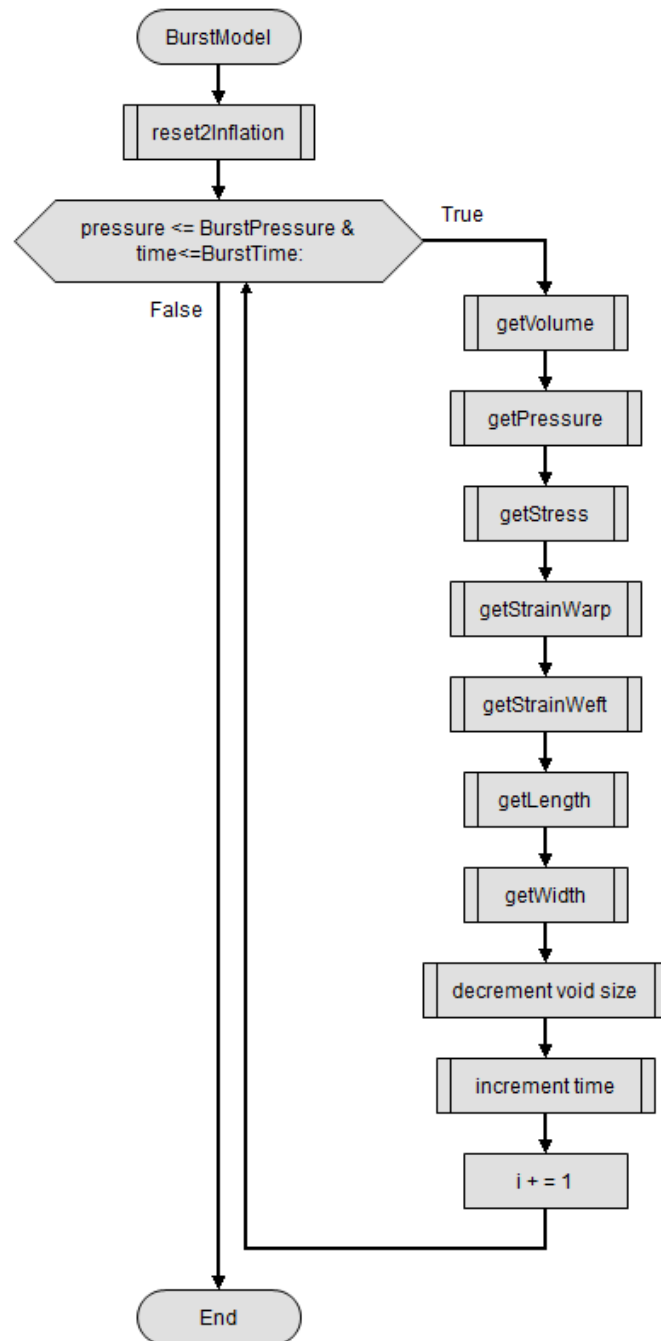 BurstModel
reset2Inflation
pressure <= BurstPressure &
time<=BurstTime:
True
False
getVolume
getPressure
getStress
getStrainWarp
getStrainWeft
getLength
getWidth
decrement void size
increment time
i + = 1
End